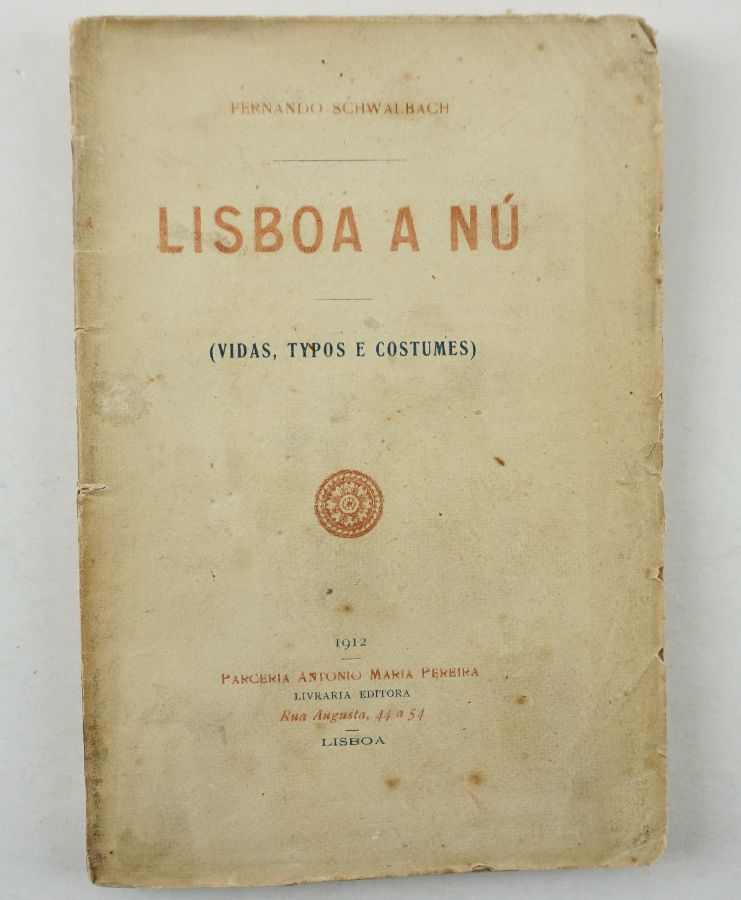 FERNANDO SCHWALBACH
LISBOA A NÚ
(VIDAS, TYPOS E COSTUMES)
1912
PARCERIA ANTONIO MARIA PEREIRA
LIVRARIA EDITORA
Rua Augusta, 44 a 54
LISBOA